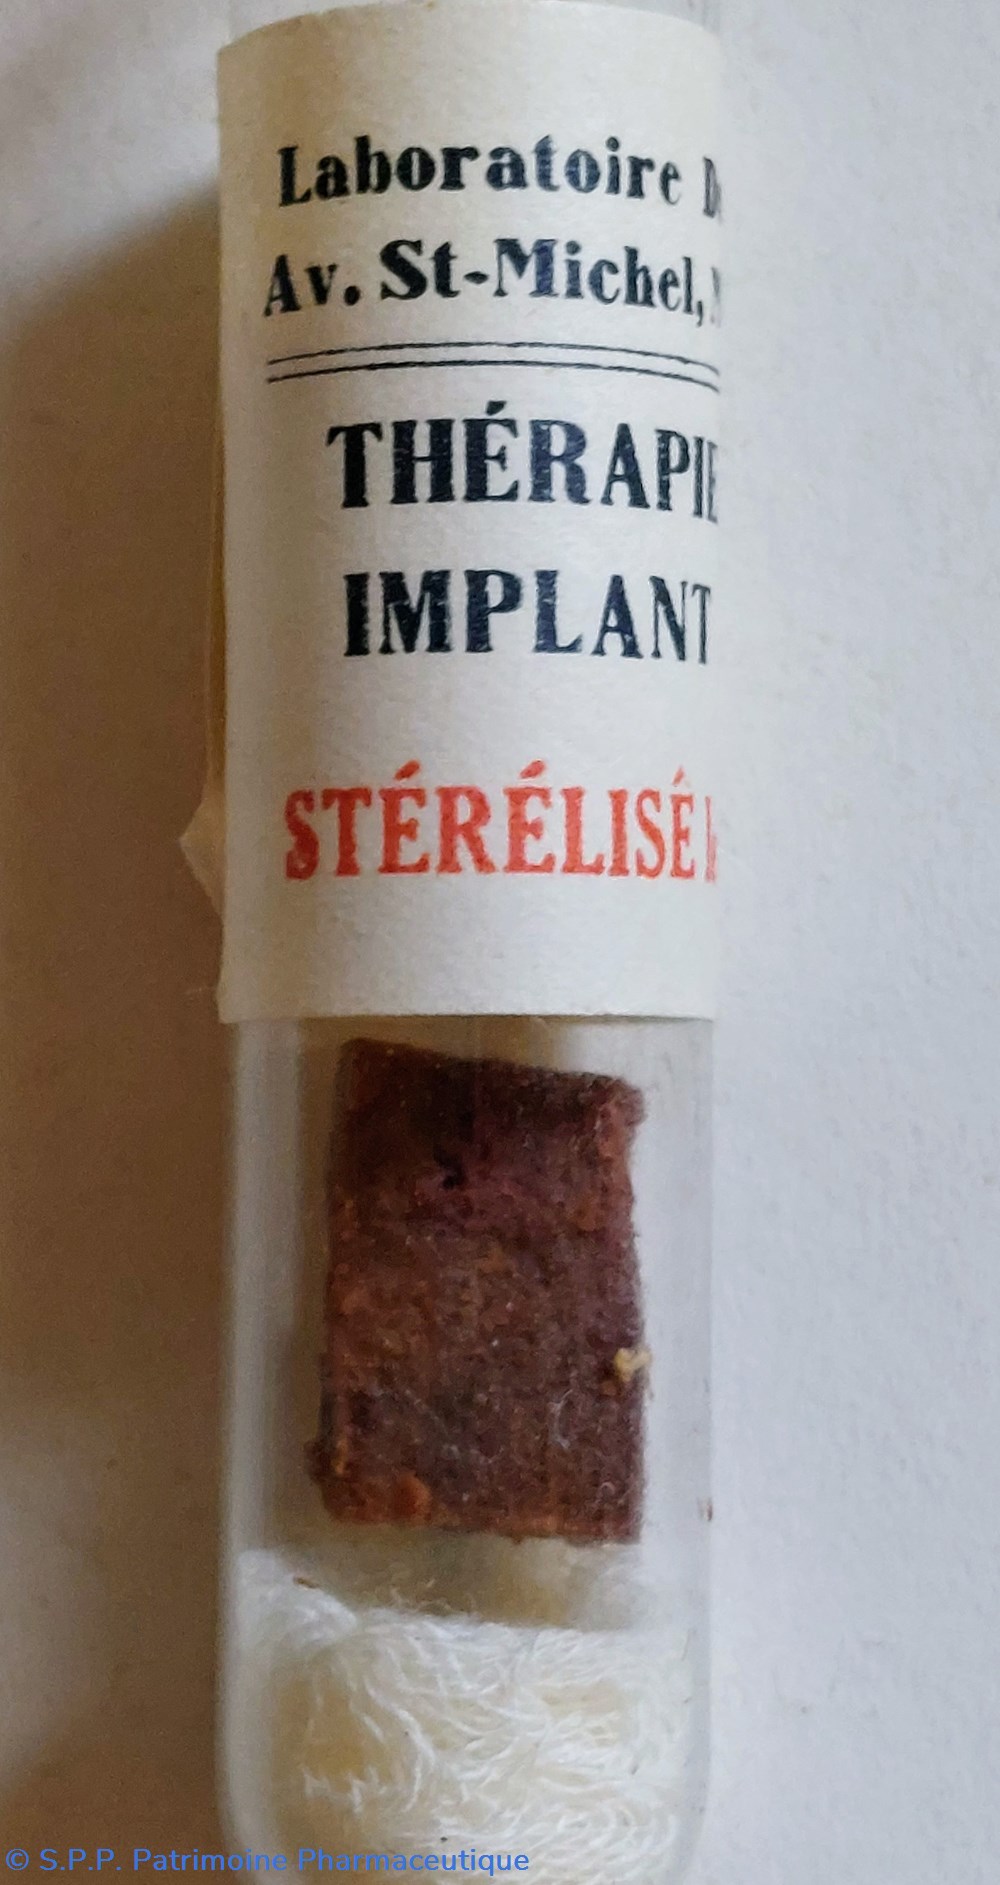 Laboratoire
Av. St-Michel,
THÉRAPIE
IMPLANT
STÉRÉLISÉ
© S.P.P. Patrimoine Pharmaceutique